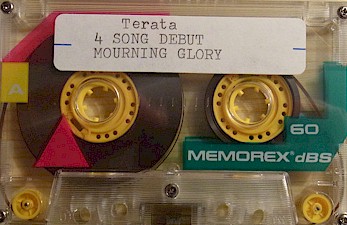 Terata
4 SONG DEBUT
MOURNING GLORY
A
60
MEMOREX dBS